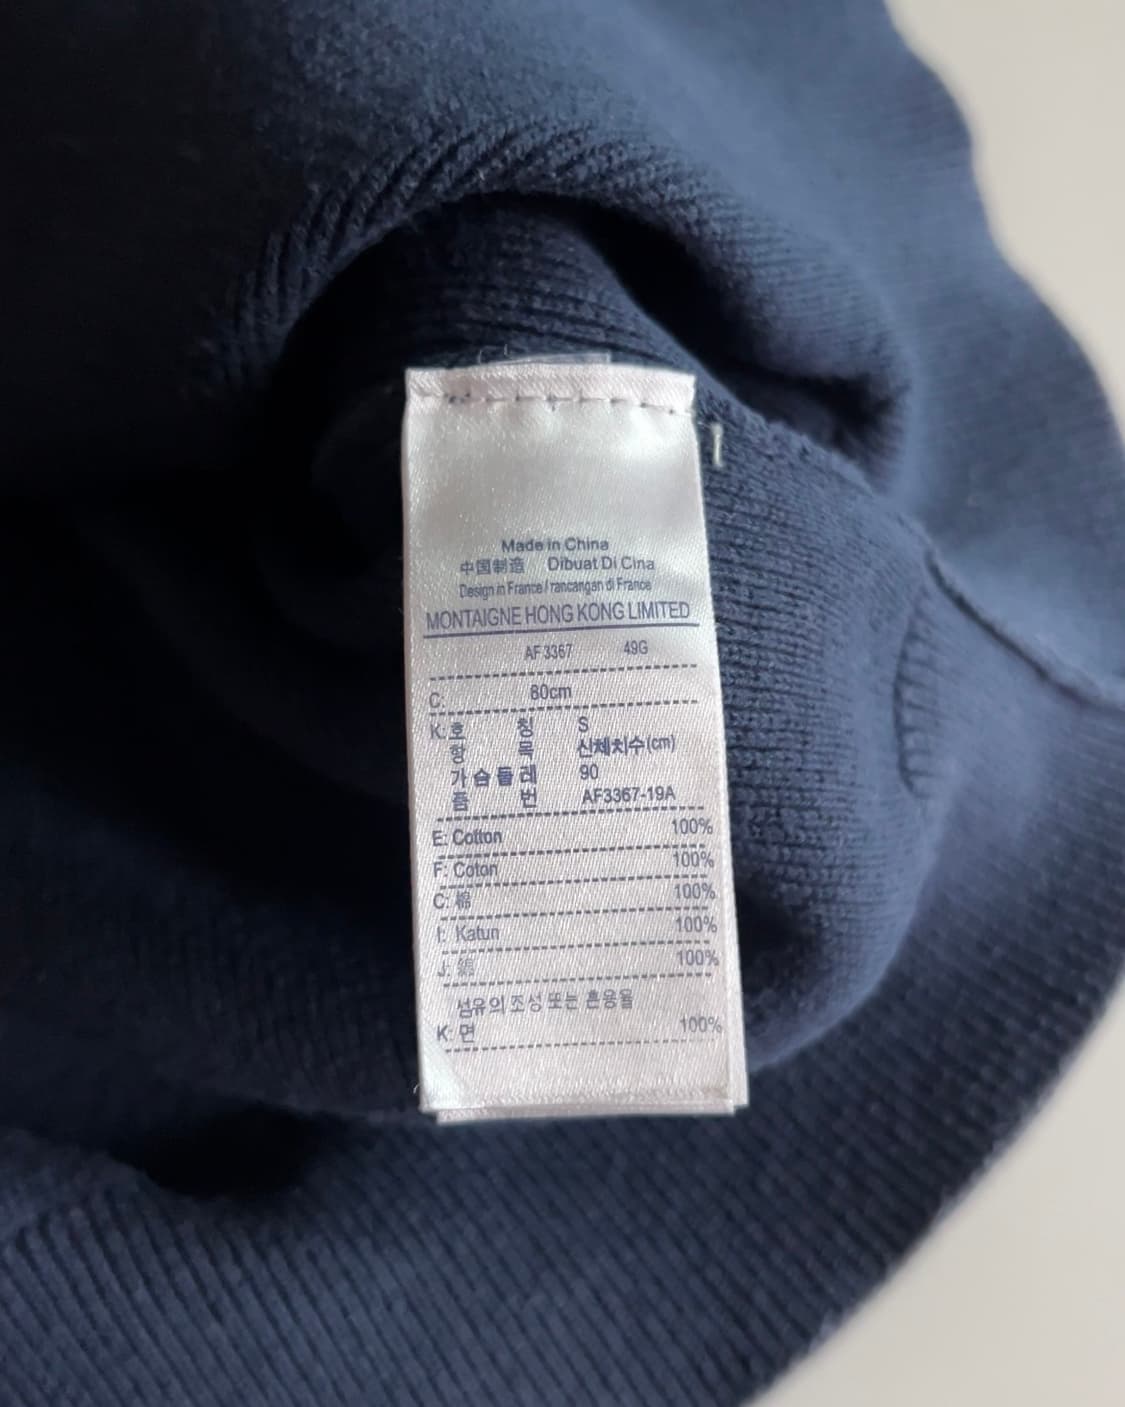 Made in China
中国制造 Dibuat Di Cina
Design in France / rancangan di France
MONTAIGNE HONG KONG LIMITED
AF 3367 49G
C: 80cm
K: 호 칭 S
항 목 신체치수(cm)
가슴둘레 90
품 번 AF3367-19A
E: Cotton 100%
F: Coton 100%
C: 棉 100%
I: Katun 100%
J: 綿 100%
섬유의 조성 또는 혼용율
K: 면 100%